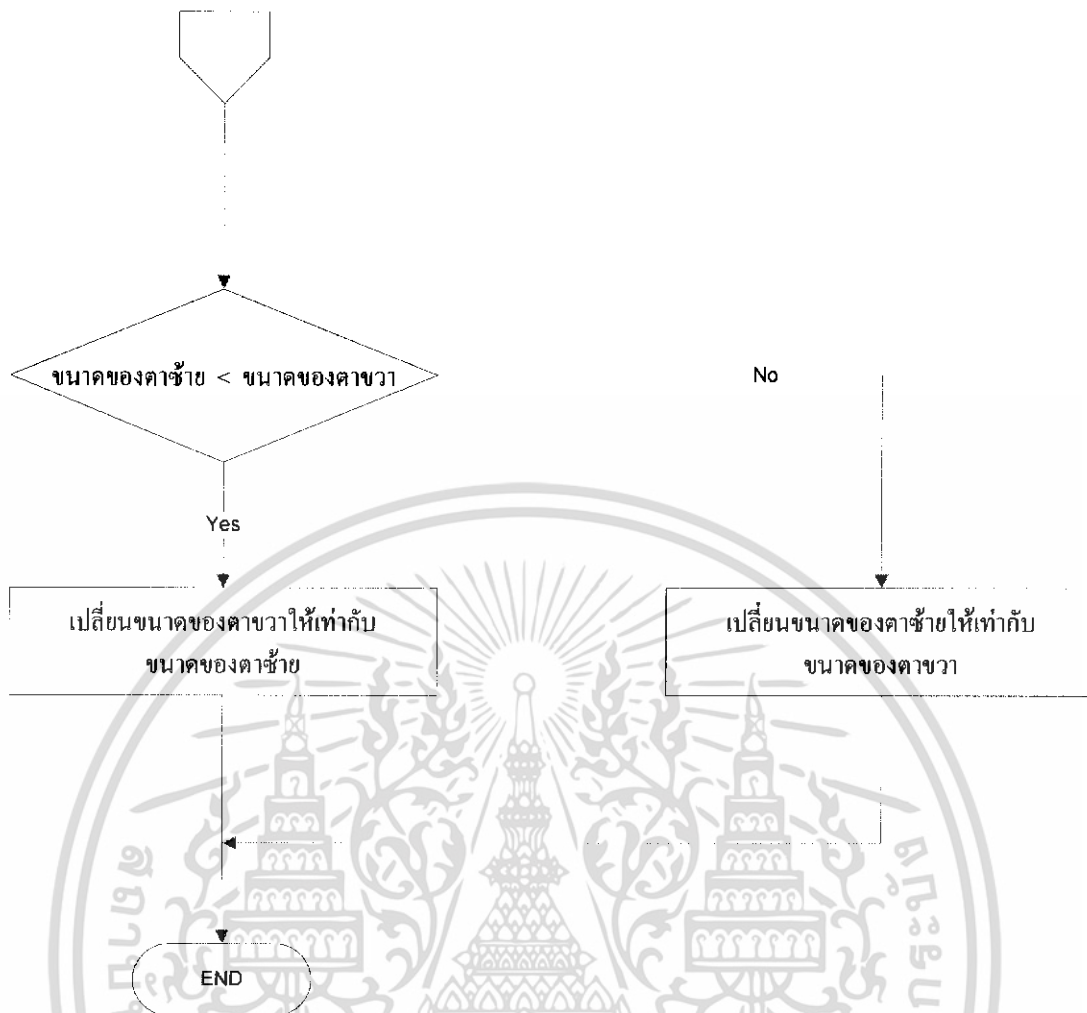 ขนาดของตาซ้าย < ขนาดของตาขวา
No
Yes
เปลี่ยนขนาดของตาขวาให้เท่ากับ
ขนาดของตาซ้าย
เปลี่ยนขนาดของตาซ้ายให้เท่ากับ
ขนาดของตาขวา
END